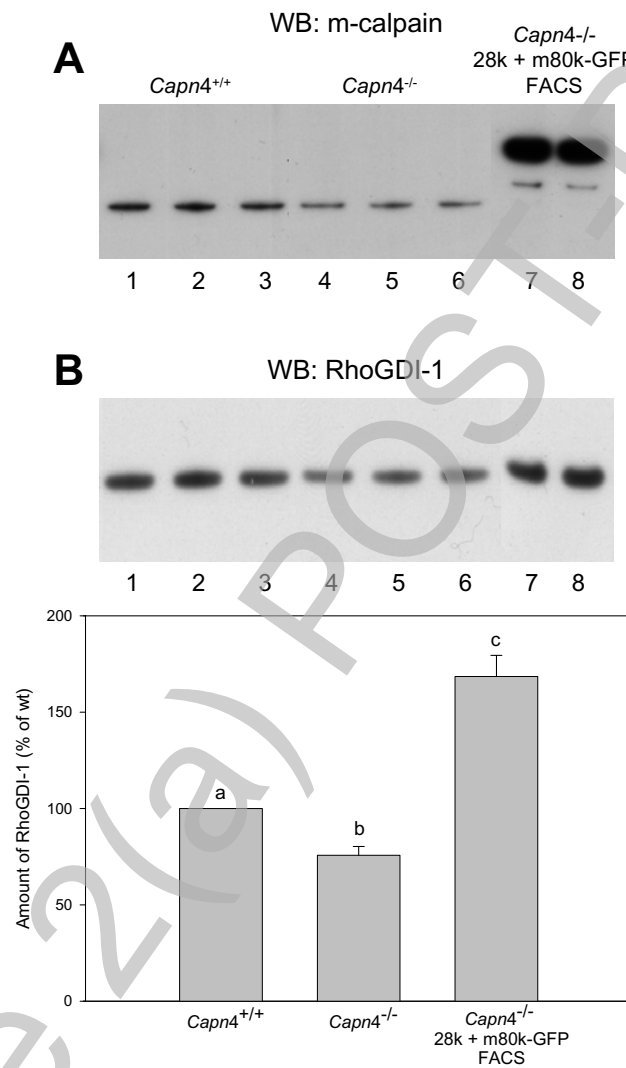 WB: m-calpain
A
Capn4-/-
28k + m80k-GFP
FACS
Capn4+/+
Capn4-/-
1 2 3 4 5 6 7 8
B
WB: RhoGDI-1
1 2 3 4 5 6 7 8
200
150
100
50
0
Amount of RhoGDI-1 (% of wt)
a
b
c
Capn4+/+
Capn4-/-
Capn4-/-
28k + m80k-GFP
FACS
2(a) POST-